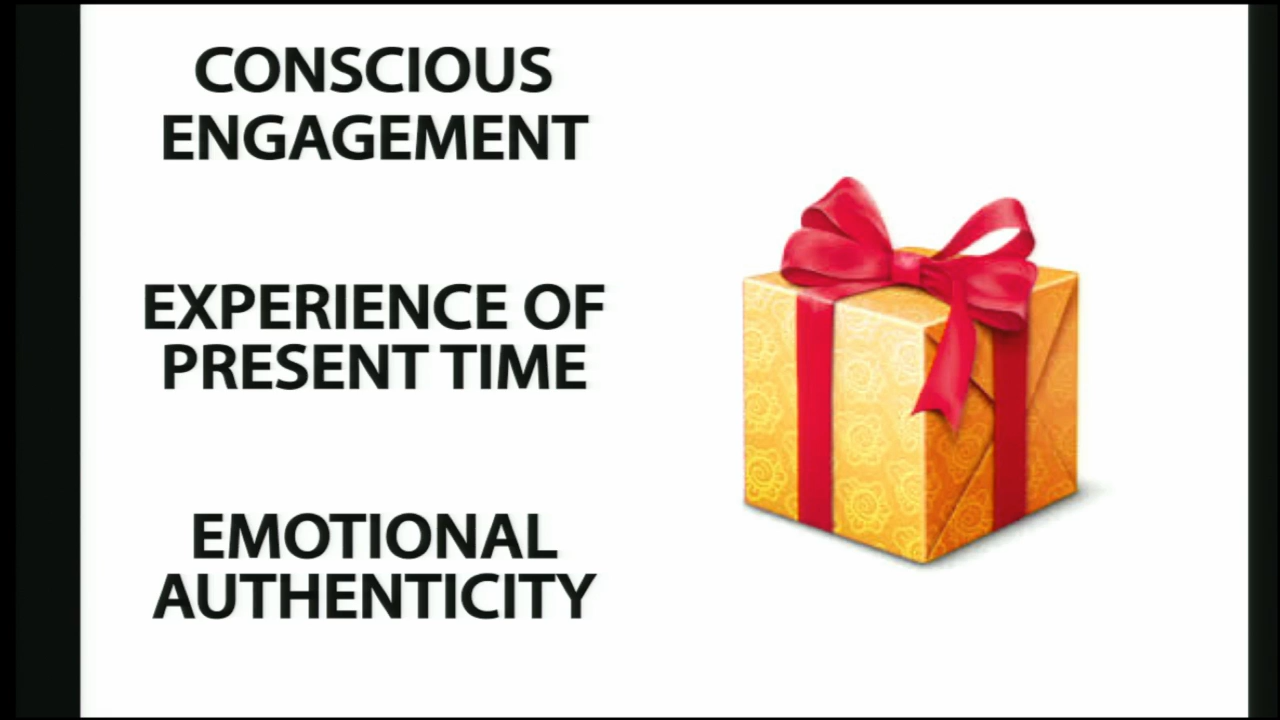 CONSCIOUS
ENGAGEMENT
EXPERIENCE OF
PRESENT TIME
EMOTIONAL
AUTHENTICITY